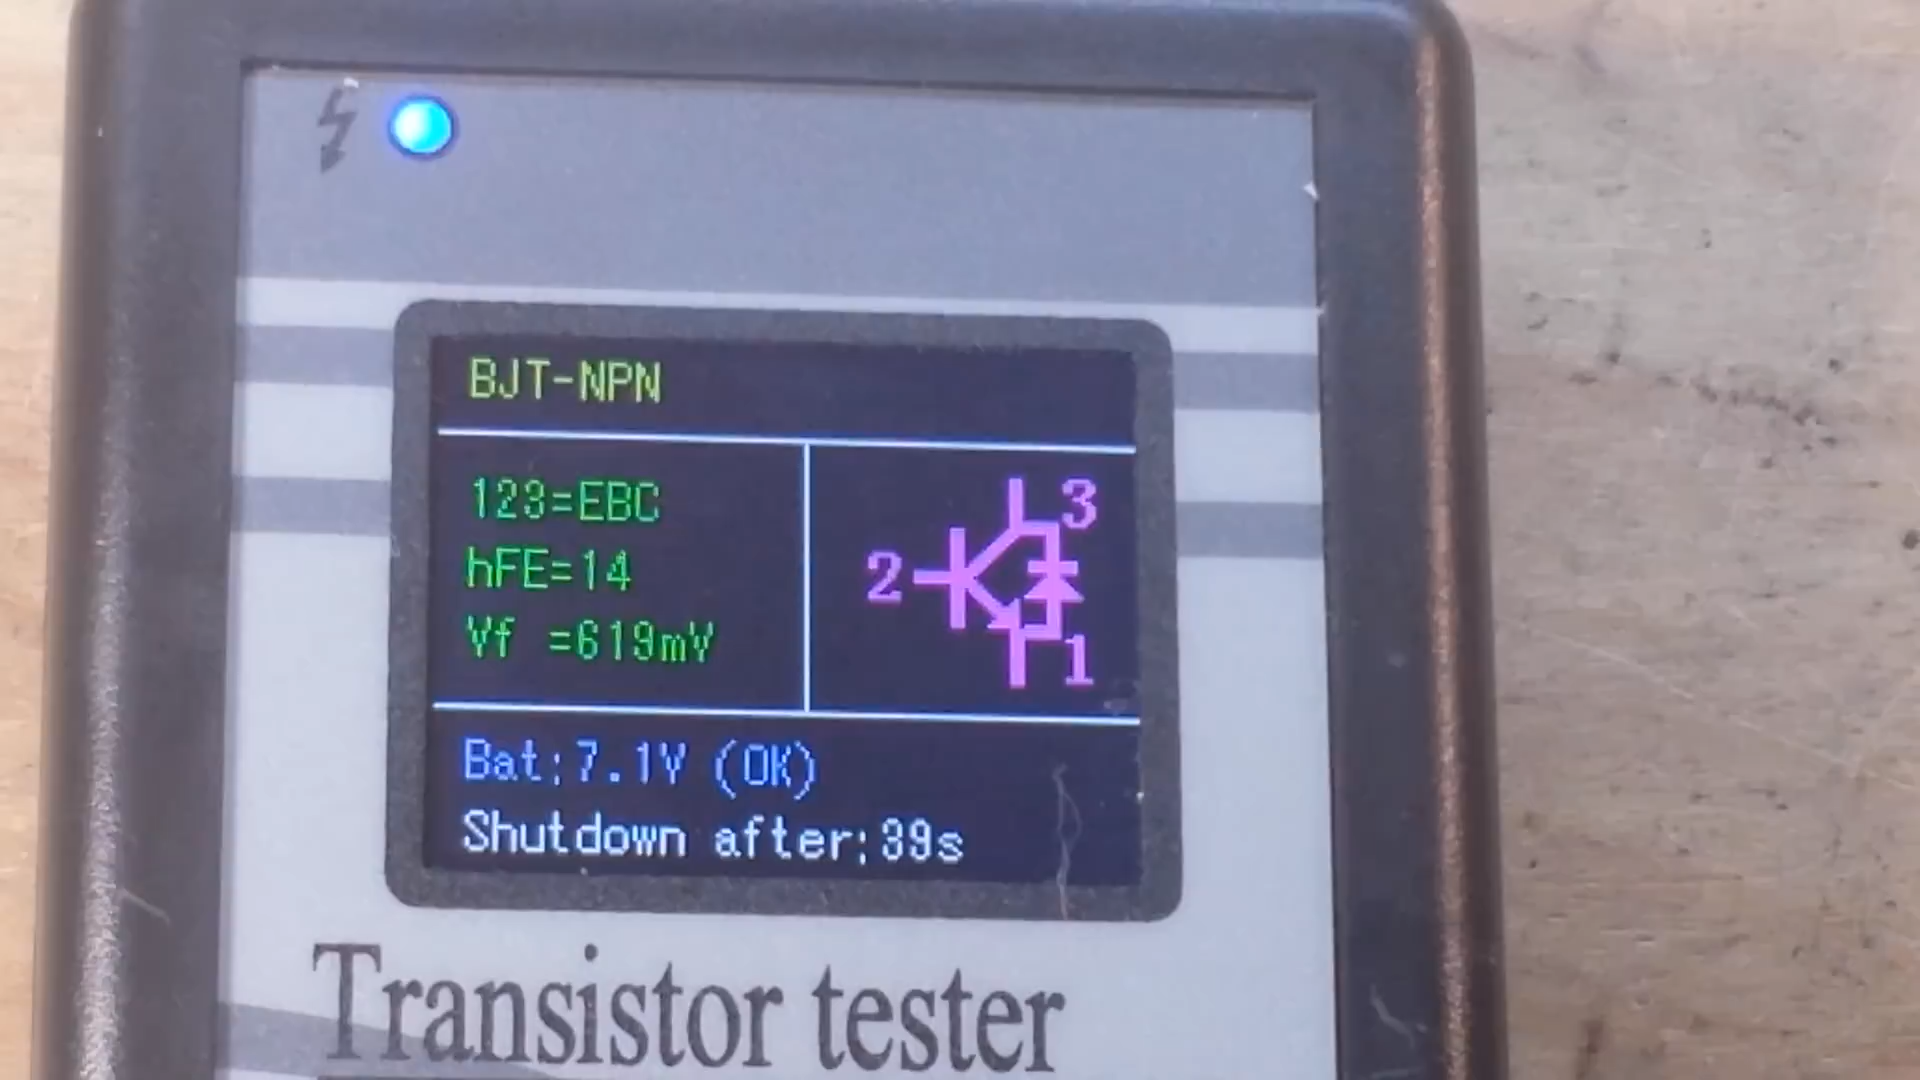 BJT-NPN
123=EBC
hFE=14
Vf =619mV
3
2
1
Bat:7.1V (OK)
Shutdown after:39s
Transistor tester